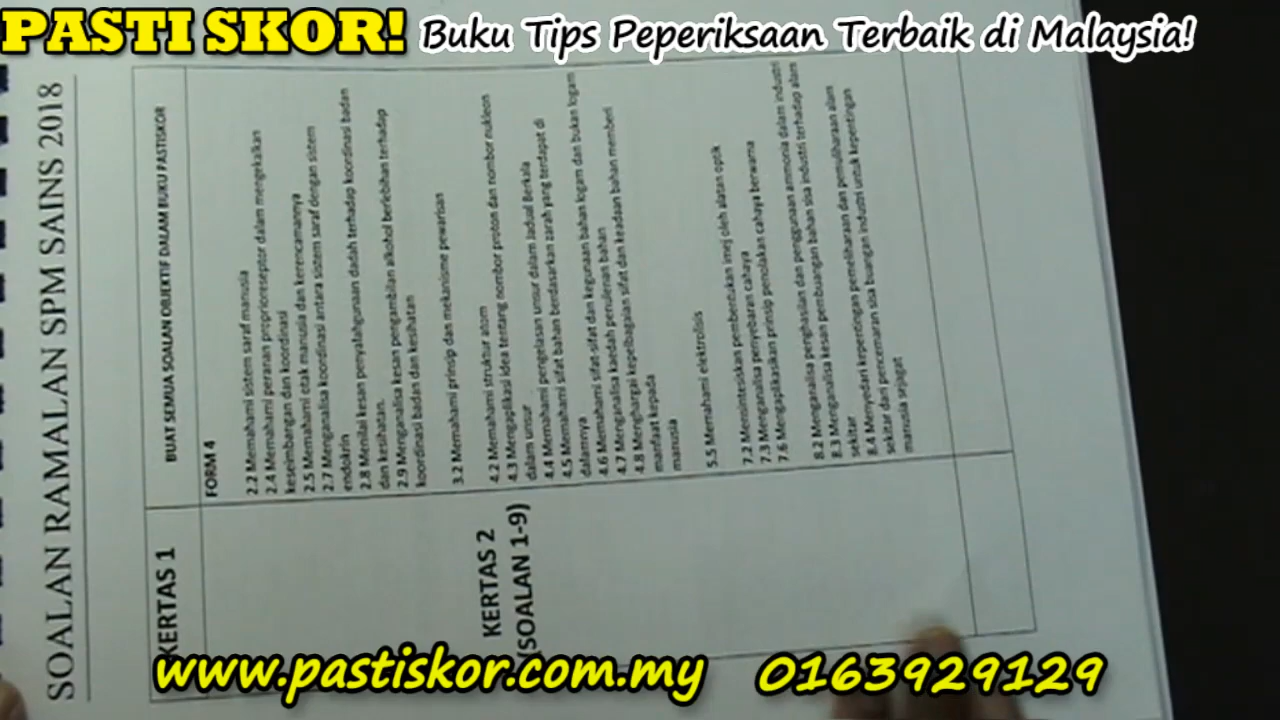 PASTI SKOR! Buku Tips Peperiksaan Terbaik di Malaysia!
SOALAN RAMALAN SPM SAINS 2018
KERTAS 1
BUAT SEMUA SOALAN OBJEKTIF DALAM BUKU PASTISKOR
KERTAS 2
(SOALAN 1-9)
FORM 4
2.2 Memahami sistem saraf manusia
2.4 Memahami peranan proprioreseptor dalam mengekalkan
keseimbangan dan koordinasi
2.5 Memahami otak manusia dan kerencamannya
2.7 Menganalisa koordinasi antara sistem saraf dengan sistem
endokrin
2.8 Menilai kesan penyalahgunaan dadah terhadap koordinasi badan
dan kesihatan.
2.9 Menganalisa kesan pengambilan alkohol berlebihan terhadap
koordinasi badan dan kesihatan
3.2 Memahami prinsip dan mekanisme pewarisan
4.2 Memahami struktur atom
4.3 Mengaplikasi idea tentang nombor proton dan nombor nukleon
dalam unsur
4.4 Memahami pengelasan unsur dalam Jadual Berkala
4.5 Memahami sifat bahan berdasarkan zarah yang terdapat di
dalamnya
4.6 Memahami sifat-sifat dan kegunaan bahan logam dan bukan logam
4.7 Menganalisa kaedah penulenan bahan
4.8 Menghargai kepelbagaian sifat dan keadaan bahan memberi
manfaat kepada
manusia
5.5 Memahami elektrolisis
7.2 Mensintesiskan pembentukan imej oleh alatan optik
7.3 Menganalisa penyebaran cahaya
7.6 Mengaplikasikan prinsip penolakan cahaya berwarna
8.2 Menganalisa penghasilan dan penggunaan ammonia dalam industri
8.3 Menganalisa kesan pembuangan bahan sisa industri terhadap alam
sekitar
8.4 Menyedari kepentingan pemeliharaan dan pemuliharaan alam
sekitar dari pencemaran sisa buangan industri untuk kepentingan
manusia sejagat
www.pastiskor.com.my 0163929129